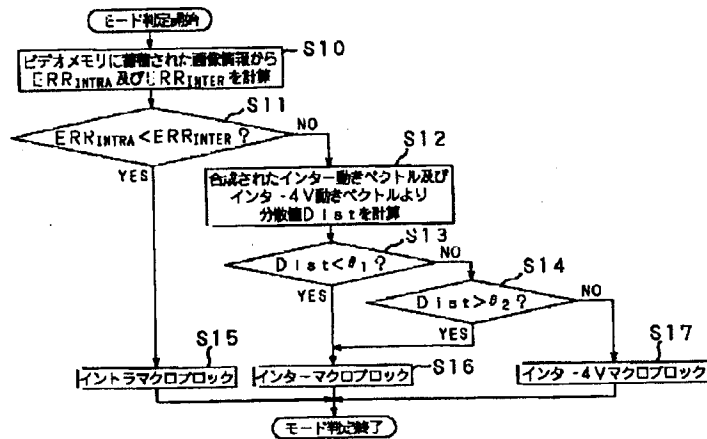 モード判定開始
S10
ビデオメモリに蓄積された画像情報から
ERRINTRA及びERRINTERを計算
S11
ERRINTRA<ERRINTER?
NO
YES
S12
合成されたインター動きベクトル及び
インタ-4V動きベクトルより
分散値Distを計算
S13
Dist<θ1?
NO
YES
S14
Dist>θ2?
NO
YES
S15
イントラマクロブロック
S16
インターマクロブロック
S17
インタ-4Vマクロブロック
モード判定終了